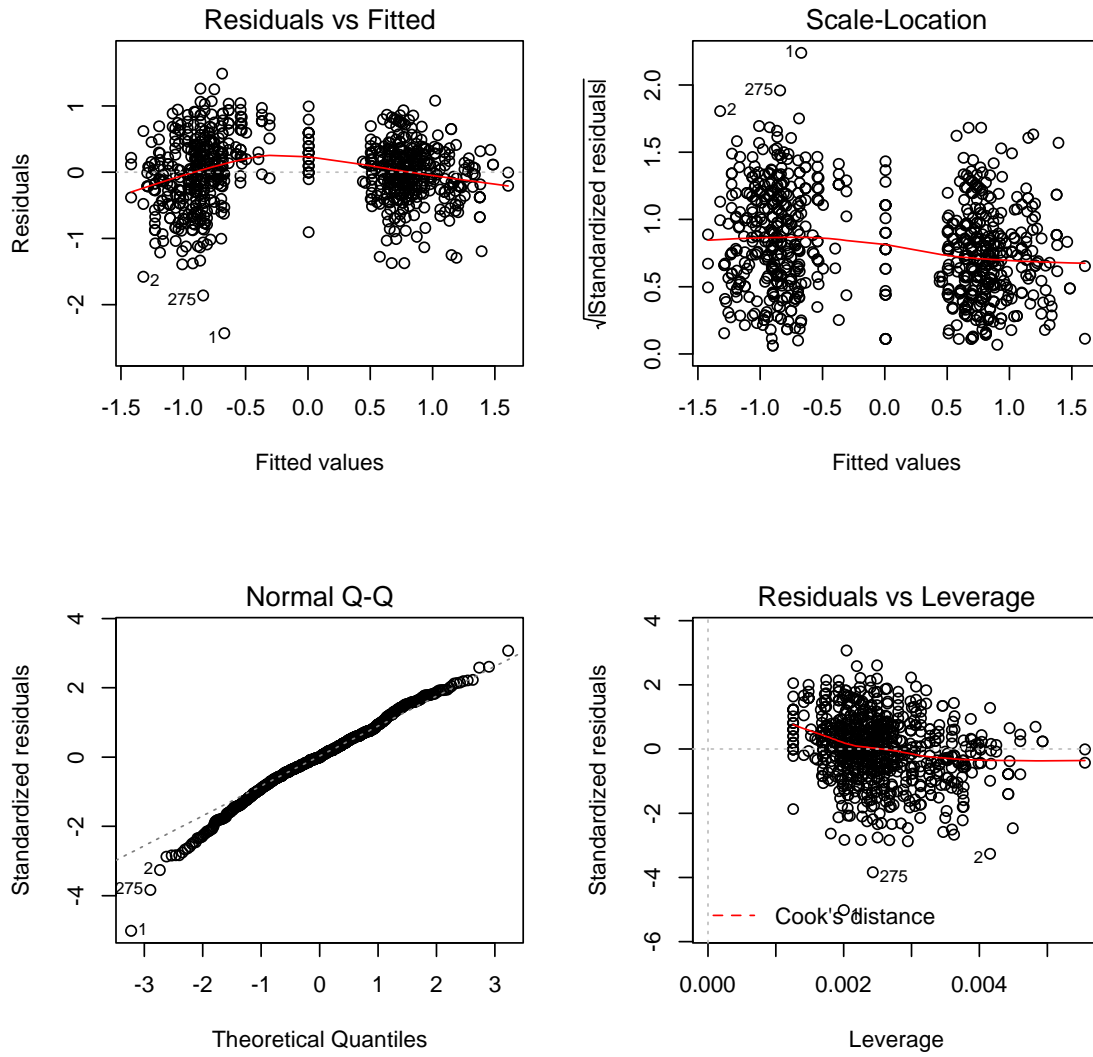 Residuals vs Fitted
Residuals
1
0
-1
-2
2
275
1
-1.5 -1.0 -0.5 0.0 0.5 1.0 1.5
Fitted values
Scale-Location
√|Standardized residuals|
2.0
1.5
1.0
0.5
0.0
1
275
2
-1.5 -1.0 -0.5 0.0 0.5 1.0 1.5
Fitted values
Normal Q-Q
Standardized residuals
4
2
0
-2
-4
2
275
1
-3 -2 -1 0 1 2 3
Theoretical Quantiles
Residuals vs Leverage
Standardized residuals
4
2
0
-2
-4
-6
2
275
1
Cook's distance
0.000 0.002 0.004
Leverage